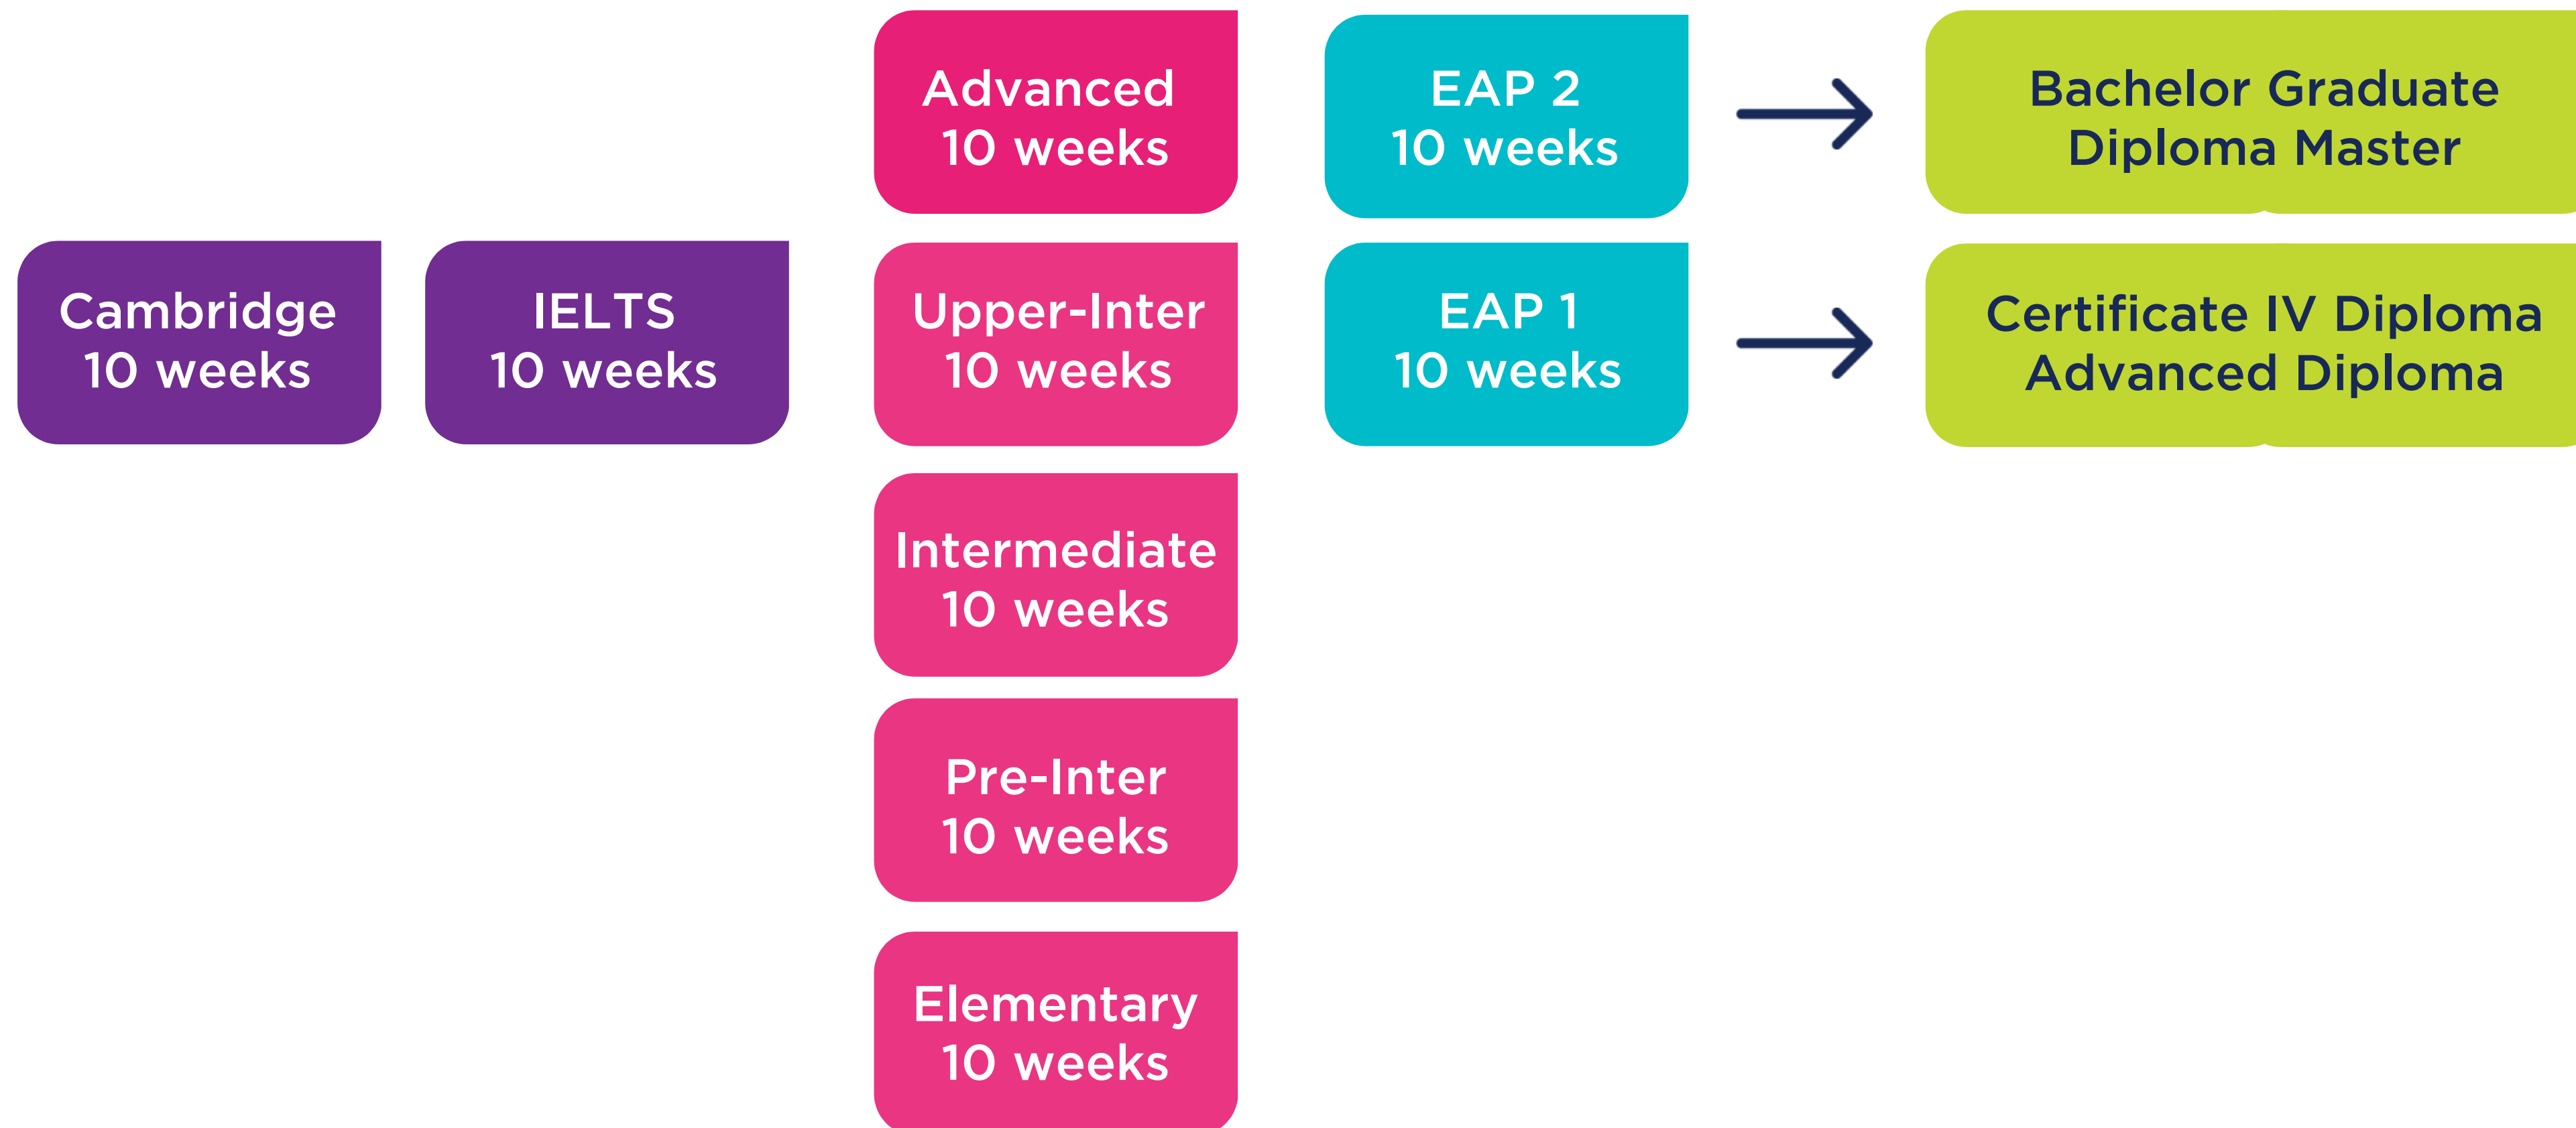 Advanced
10 weeks
EAP 2
10 weeks
Bachelor Graduate
Diploma Master
Cambridge
10 weeks
IELTS
10 weeks
Upper-Inter
10 weeks
EAP 1
10 weeks
Certificate IV Diploma
Advanced Diploma
Intermediate
10 weeks
Pre-Inter
10 weeks
Elementary
10 weeks